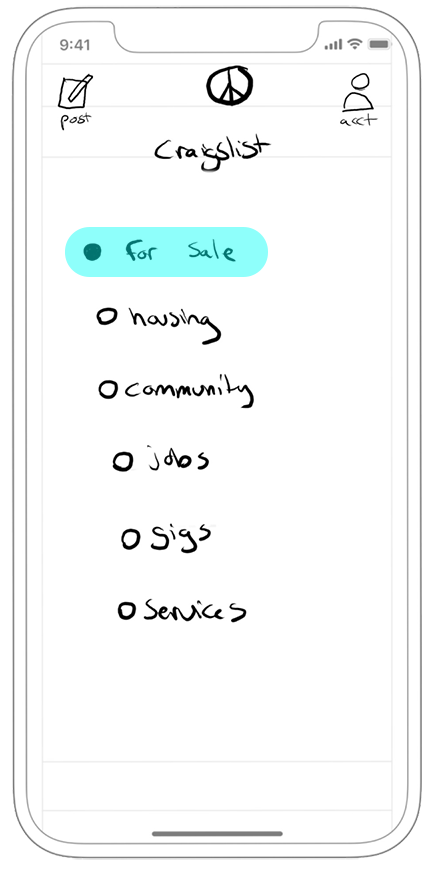 9:41
post
acct
Craigslist
For Sale
housing
community
jobs
gigs
Services